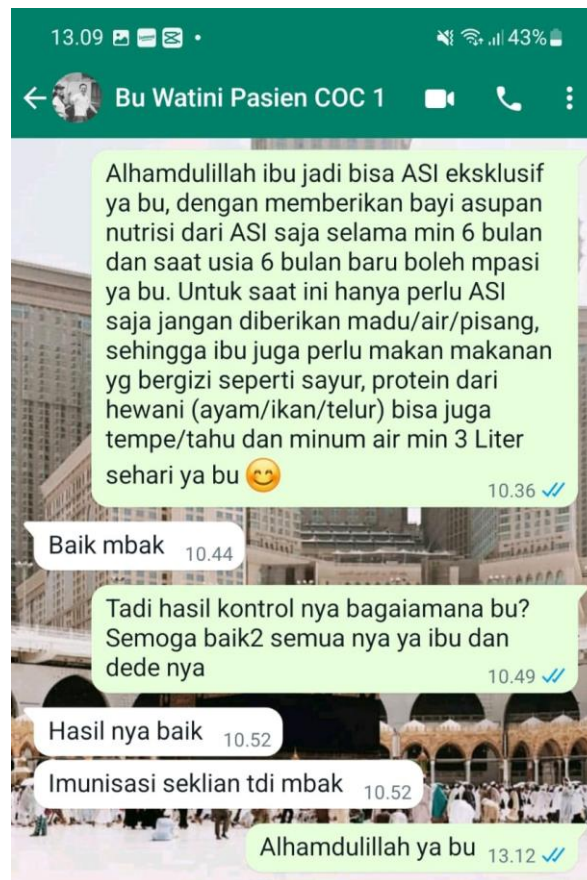 13.09 43%
Bu Watini Pasien COC 1
Alhamdulillah ibu jadi bisa ASI eksklusif
ya bu, dengan memberikan bayi asupan
nutrisi dari ASI saja selama min 6 bulan
dan saat usia 6 bulan baru boleh mpasi
ya bu. Untuk saat ini hanya perlu ASI
saja jangan diberikan madu/air/pisang,
sehingga ibu juga perlu makan makanan
yg bergizi seperti sayur, protein dari
hewani (ayam/ikan/telur) bisa juga
tempe/tahu dan minum air min 3 Liter
sehari ya bu 😊
10.36
Baik mbak 10.44
Tadi hasil kontrol nya bagaiamana bu?
Semoga baik2 semua nya ya ibu dan
dede nya
10.49
Hasil nya baik 10.52
Imunisasi seklian tdi mbak 10.52
Alhamdulillah ya bu 13.12